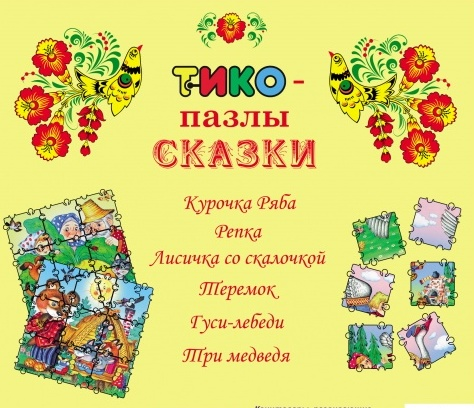 ТИКО -
пазлы
СКАЗКИ
Курочка Ряба
Репка
Лисичка со скалочкой
Теремок
Гуси-лебеди
Три медведя